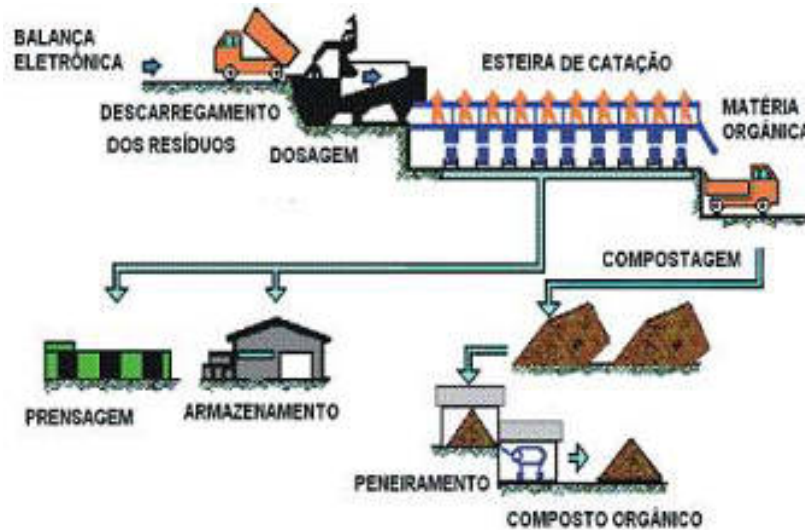 BALANÇA
ELETRÔNICA
DESCARREGAMENTO
DOS RESÍDUOS
DOSAGEM
ESTEIRA DE CATAÇÃO
MATÉRIA
ORGÂNICA
COMPOSTAGEM
PRENSAGEM
ARMAZENAMENTO
PENEIRAMENTO
COMPOSTO ORGÂNICO